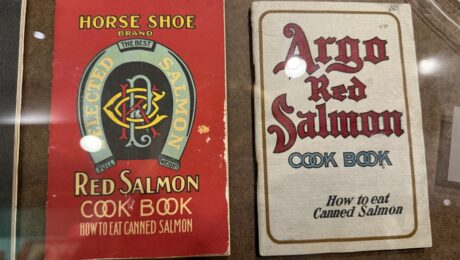 HORSE SHOE
BRAND
THE BEST
SELECTED SALMON
FULL WEIGHT
RED SALMON
COOK BOOK
HOW TO EAT CANNED SALMON
Argo
Red
Salmon
COOK BOOK
How to eat
Canned Salmon